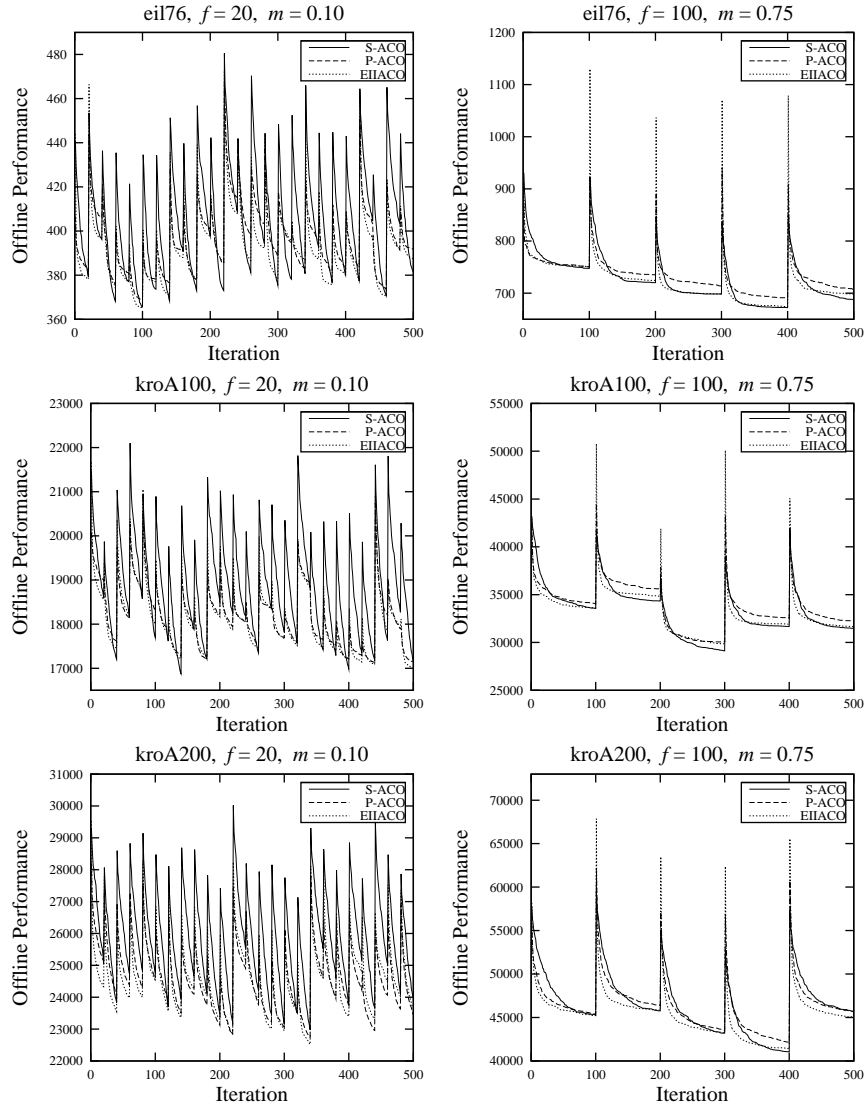 eil76, f = 20, m = 0.10
Offline Performance
480
460
440
420
400
380
360
0 100 200 300 400 500
Iteration
S-ACO
P-ACO
EIIACO
eil76, f = 100, m = 0.75
Offline Performance
1200
1100
1000
900
800
700
0 100 200 300 400 500
Iteration
S-ACO
P-ACO
EIIACO
kroA100, f = 20, m = 0.10
Offline Performance
23000
22000
21000
20000
19000
18000
17000
0 100 200 300 400 500
Iteration
S-ACO
P-ACO
EIIACO
kroA100, f = 100, m = 0.75
Offline Performance
55000
50000
45000
40000
35000
30000
25000
0 100 200 300 400 500
Iteration
S-ACO
P-ACO
EIIACO
kroA200, f = 20, m = 0.10
Offline Performance
31000
30000
29000
28000
27000
26000
25000
24000
23000
22000
0 100 200 300 400 500
Iteration
S-ACO
P-ACO
EIIACO
kroA200, f = 100, m = 0.75
Offline Performance
70000
65000
60000
55000
50000
45000
40000
0 100 200 300 400 500
Iteration
S-ACO
P-ACO
EIIACO